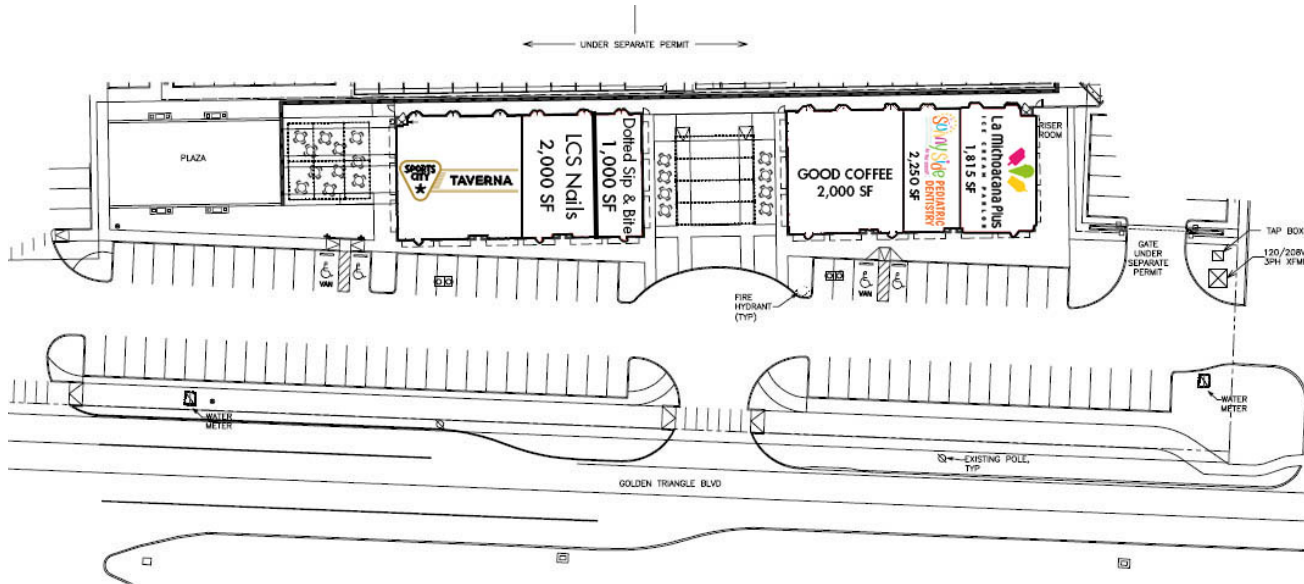 UNDER SEPARATE PERMIT
PLAZA
SPORTS
CITY
TAVERNA
LCS Nails
2,000 SF
Dotted Sip & Bite
1,000 SF
GOOD COFFEE
2,000 SF
Sunny Side
PEDIATRIC
DENTISTRY
2,250 SF
La Michoacana Plus
ICE CREAM PARLOR
1,815 SF
RISER
ROOM
TAP BOX
120/208V
3PH XFMR
GATE
UNDER
SEPARATE
PERMIT
VAN
FIRE
HYDRANT
(TYP)
VAN
WATER
METER
WATER
METER
EXISTING POLE,
TYP
GOLDEN TRIANGLE BLVD